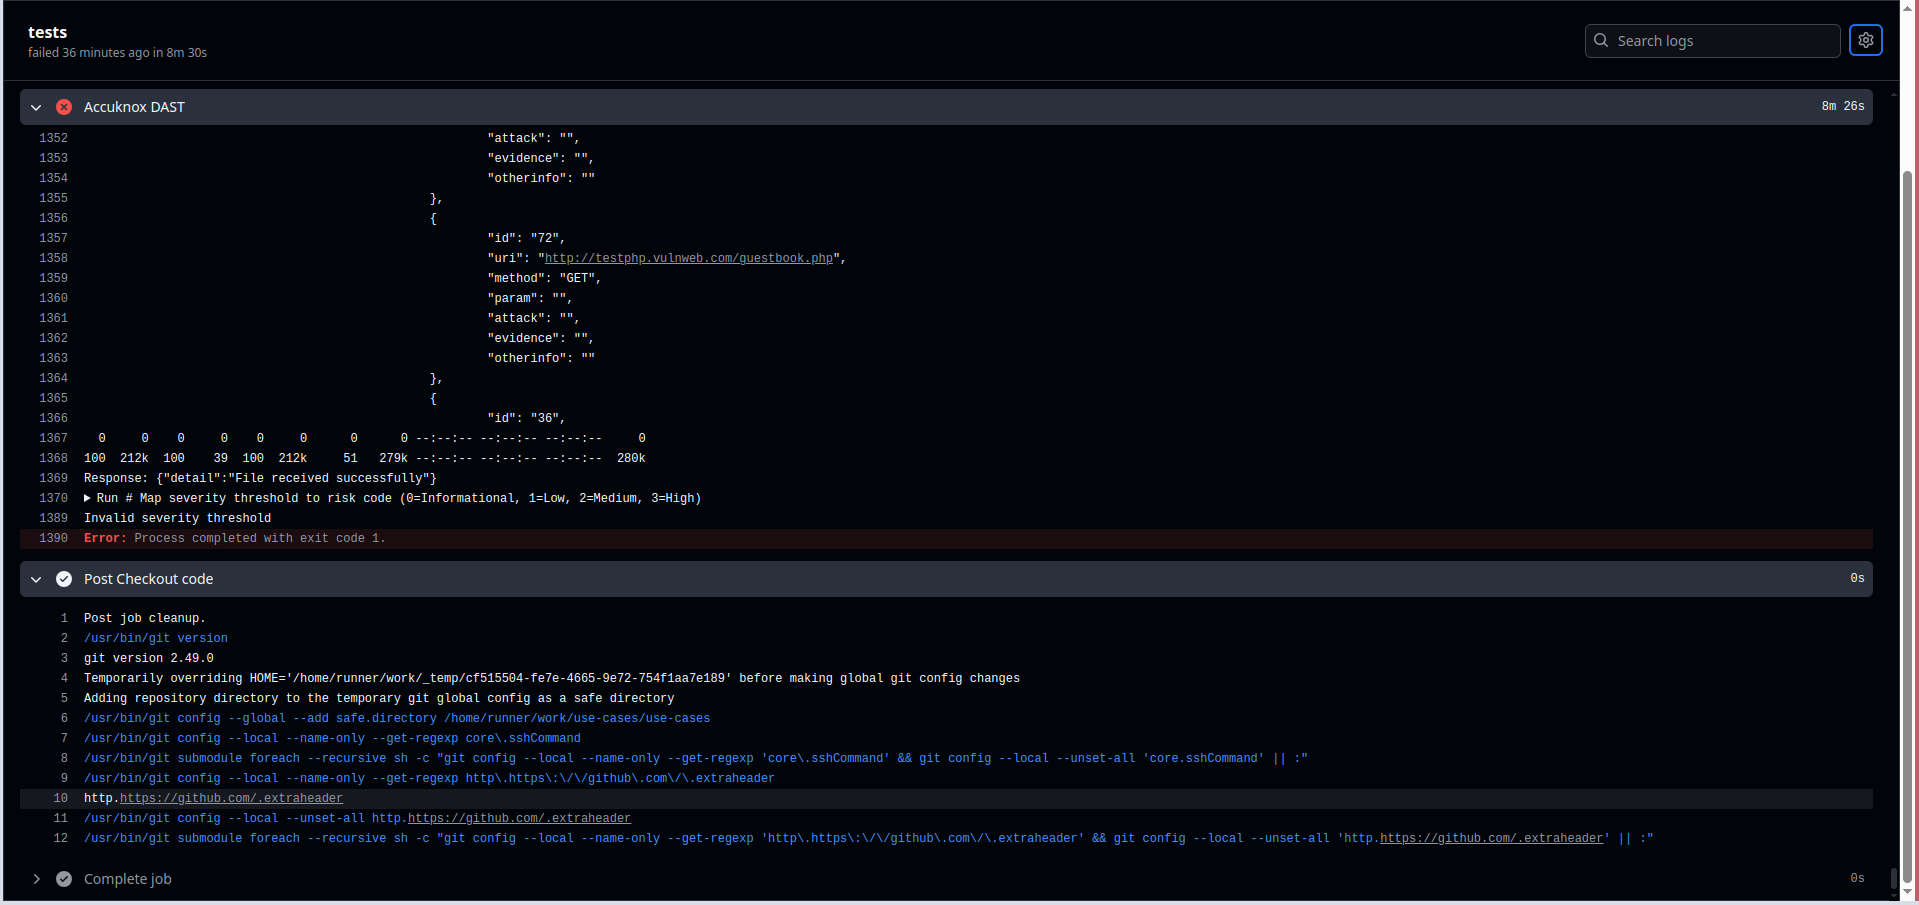 tests
failed 36 minutes ago in 8m 30s
Search logs
Accuknox DAST 8m 26s
1352 "attack": "",
1353 "evidence": "",
1354 "otherinfo": ""
1355 },
1356 {
1357 "id": "72",
1358 "uri": "http://testphp.vulnweb.com/guestbook.php",
1359 "method": "GET",
1360 "param": "",
1361 "attack": "",
1362 "evidence": "",
1363 "otherinfo": ""
1364 },
1365 {
1366 "id": "36",
1367 0 0 0 0 0 0 0 0 --:--:-- --:--:-- --:--:-- 0
1368 100 212k 100 39 100 212k 51 279k --:--:-- --:--:-- --:--:-- 280k
1369 Response: {"detail":"File received successfully"}
1370 Run # Map severity threshold to risk code (0=Informational, 1=Low, 2=Medium, 3=High)
1389 Invalid severity threshold
1390 Error: Process completed with exit code 1.
Post Checkout code 0s
1 Post job cleanup.
2 /usr/bin/git version
3 git version 2.49.0
4 Temporarily overriding HOME='/home/runner/work/_temp/cf515504-fe7e-4665-9e72-754f1aa7e189' before making global git config changes
5 Adding repository directory to the temporary git global config as a safe directory
6 /usr/bin/git config --global --add safe.directory /home/runner/work/use-cases/use-cases
7 /usr/bin/git config --local --name-only --get-regexp core\.sshCommand
8 /usr/bin/git submodule foreach --recursive sh -c "git config --local --name-only --get-regexp 'core\.sshCommand' && git config --local --unset-all 'core.sshCommand' || :"
9 /usr/bin/git config --local --name-only --get-regexp http\.https\:\/\/github\.com\/\.extraheader
10 http.https://github.com/.extraheader
11 /usr/bin/git config --local --unset-all http.https://github.com/.extraheader
12 /usr/bin/git submodule foreach --recursive sh -c "git config --local --name-only --get-regexp 'http\.https\:\/\/github\.com\/\.extraheader' && git config --local --unset-all 'http.https://github.com/.extraheader' || :"
Complete job 0s